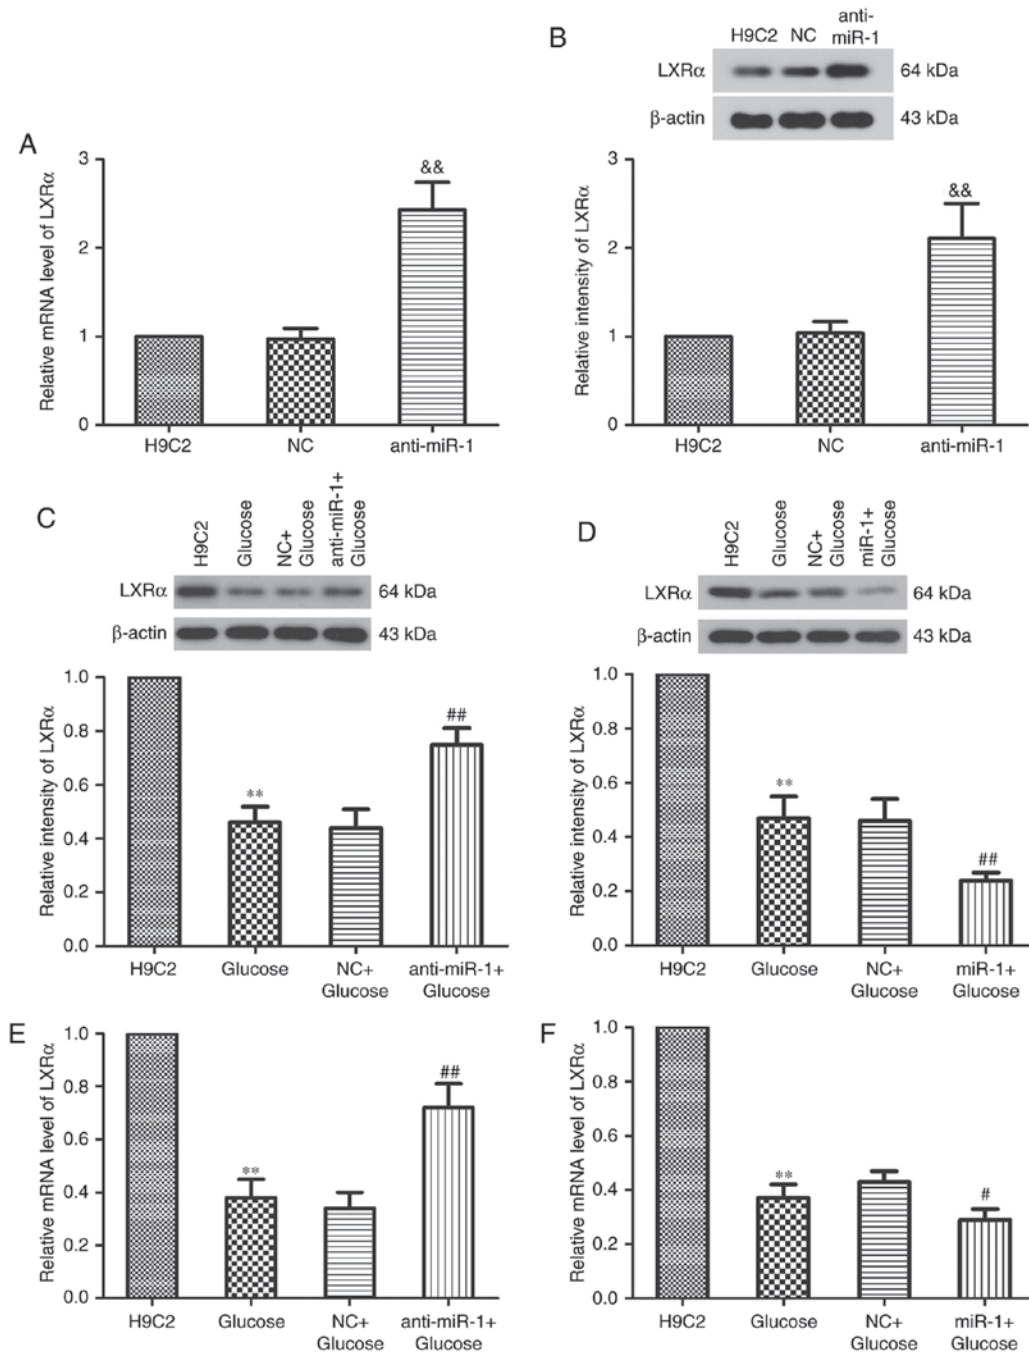 A
Relative mRNA level of LXRα
3
2
1
0
&&
H9C2 NC anti-miR-1
B
H9C2 NC anti-
miR-1
LXRα 64 kDa
β-actin 43 kDa
Relative intensity of LXRα
3
2
1
0
&&
H9C2 NC anti-miR-1
C
H9C2
Glucose
NC+
Glucose
anti-miR-1+
Glucose
LXRα 64 kDa
β-actin 43 kDa
Relative intensity of LXRα
1.0
0.8
0.6
0.4
0.2
0.0
**
##
H9C2 Glucose NC+ anti-miR-1+
Glucose Glucose
D
H9C2
Glucose
NC+
Glucose
miR-1+
Glucose
LXRα 64 kDa
β-actin 43 kDa
Relative intensity of LXRα
1.0
0.8
0.6
0.4
0.2
0.0
**
##
H9C2 Glucose NC+ miR-1+
Glucose Glucose
E
Relative mRNA level of LXRα
1.0
0.8
0.6
0.4
0.2
0.0
**
##
H9C2 Glucose NC+ anti-miR-1+
Glucose Glucose
F
Relative mRNA level of LXRα
1.0
0.8
0.6
0.4
0.2
0.0
**
#
H9C2 Glucose NC+ miR-1+
Glucose Glucose